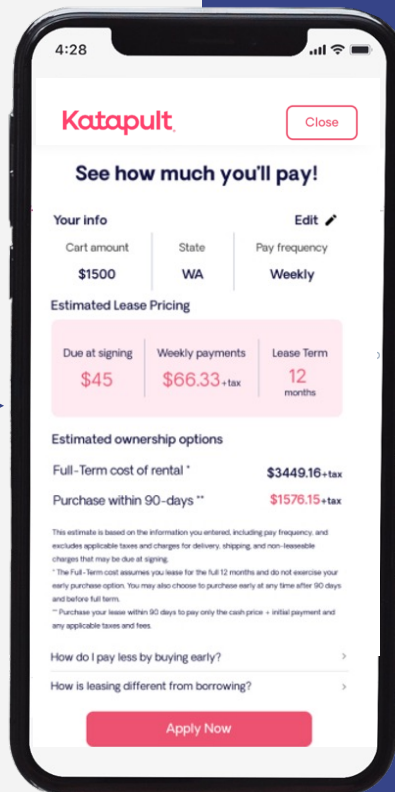 4:28
Katapult
Close
See how much you'll pay!
Your info Edit
Cart amount State Pay frequency
$1500 WA Weekly
Estimated Lease Pricing
Due at signing Weekly payments Lease Term
$45 $66.33+tax 12
months
Estimated ownership options
Full-Term cost of rental * $3449.16+tax
Purchase within 90-days ** $1576.15+tax
This estimate is based on the information you entered, including pay frequency, and
excludes applicable taxes and charges for delivery, shipping, and non-leaseable
charges that may be due at signing.
* The Full-Term cost assumes you lease for the full 12 months and do not exercise your
early purchase option. You may also choose to purchase early at any time after 90 days
and before full term.
** Purchase your lease within 90 days to pay only the cash price + initial payment and
any applicable taxes and fees.
How do I pay less by buying early?
How is leasing different from borrowing?
Apply Now